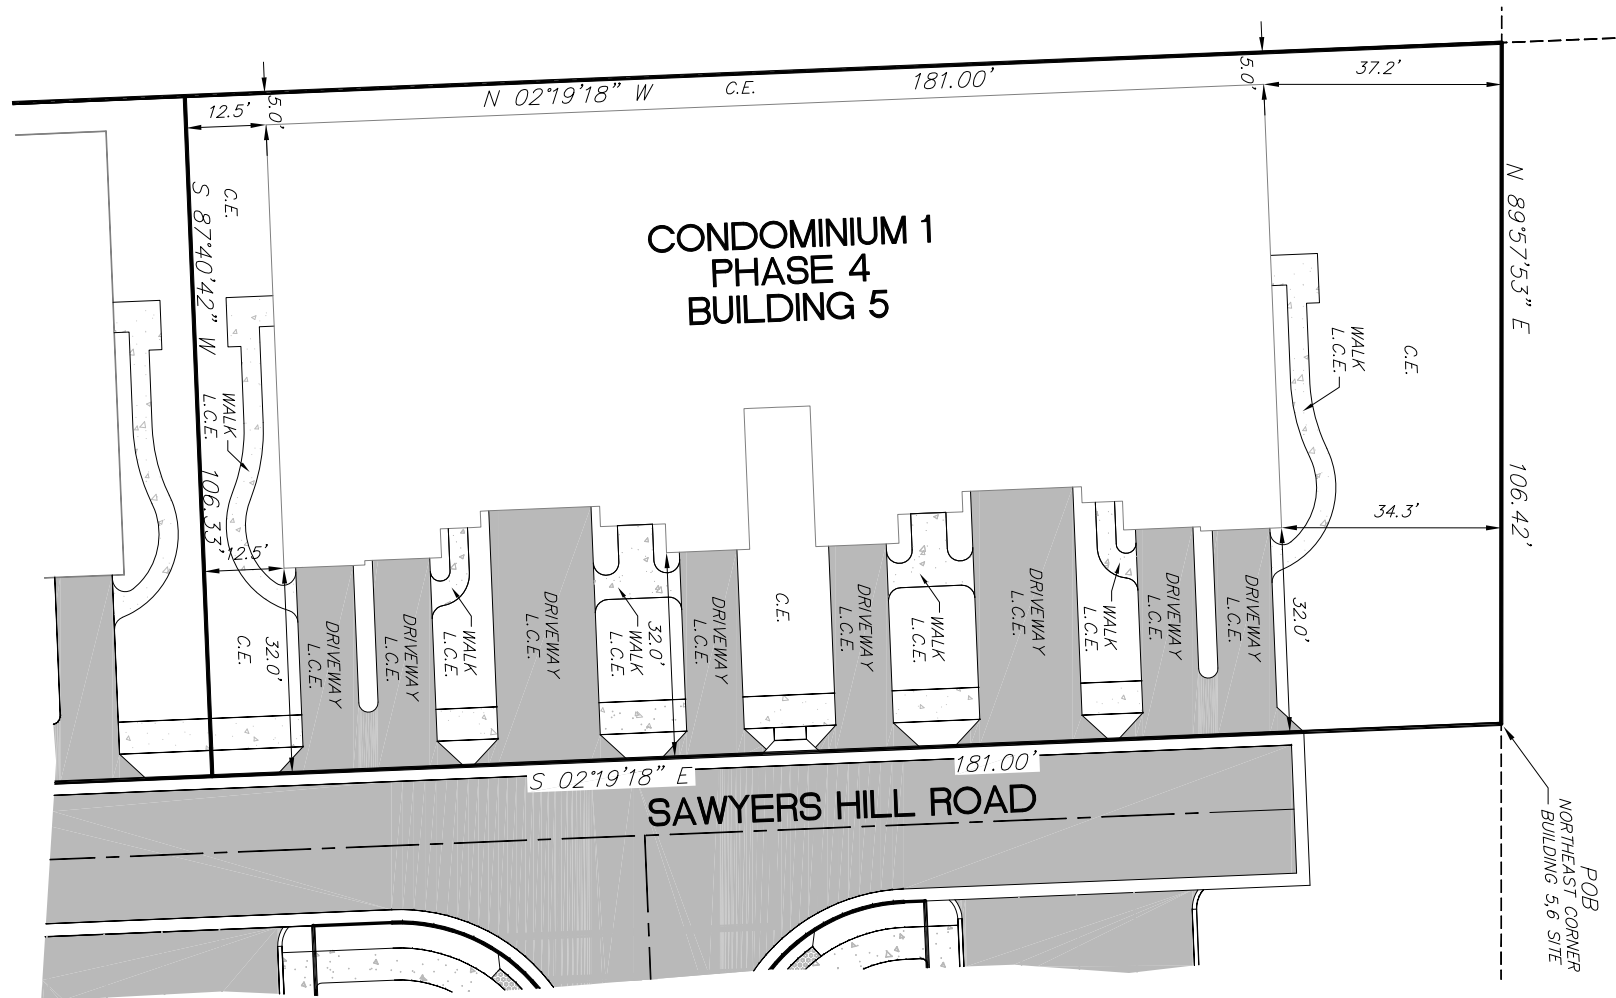 5.0'
N 02°19'18" W
C.E.
181.00'
5.0'
37.2'
12.5'
CONDOMINIUM 1
PHASE 4
BUILDING 5
C.E.
S 87°40'42" W
106.33'
WALK
L.C.E.
12.5'
WALK
L.C.E.
C.E.
N 89°57'53" E
106.42'
34.3'
C.E.
32.0'
DRIVEWAY
L.C.E.
DRIVEWAY
L.C.E.
WALK
L.C.E.
DRIVEWAY
L.C.E.
32.0'
WALK
L.C.E.
DRIVEWAY
L.C.E.
C.E.
DRIVEWAY
L.C.E.
WALK
L.C.E.
DRIVEWAY
L.C.E.
WALK
L.C.E.
DRIVEWAY
L.C.E.
DRIVEWAY
L.C.E.
32.0'
S 02°19'18" E
181.00'
SAWYERS HILL ROAD
POB
NORTHEAST CORNER
BUILDING 5,6 SITE